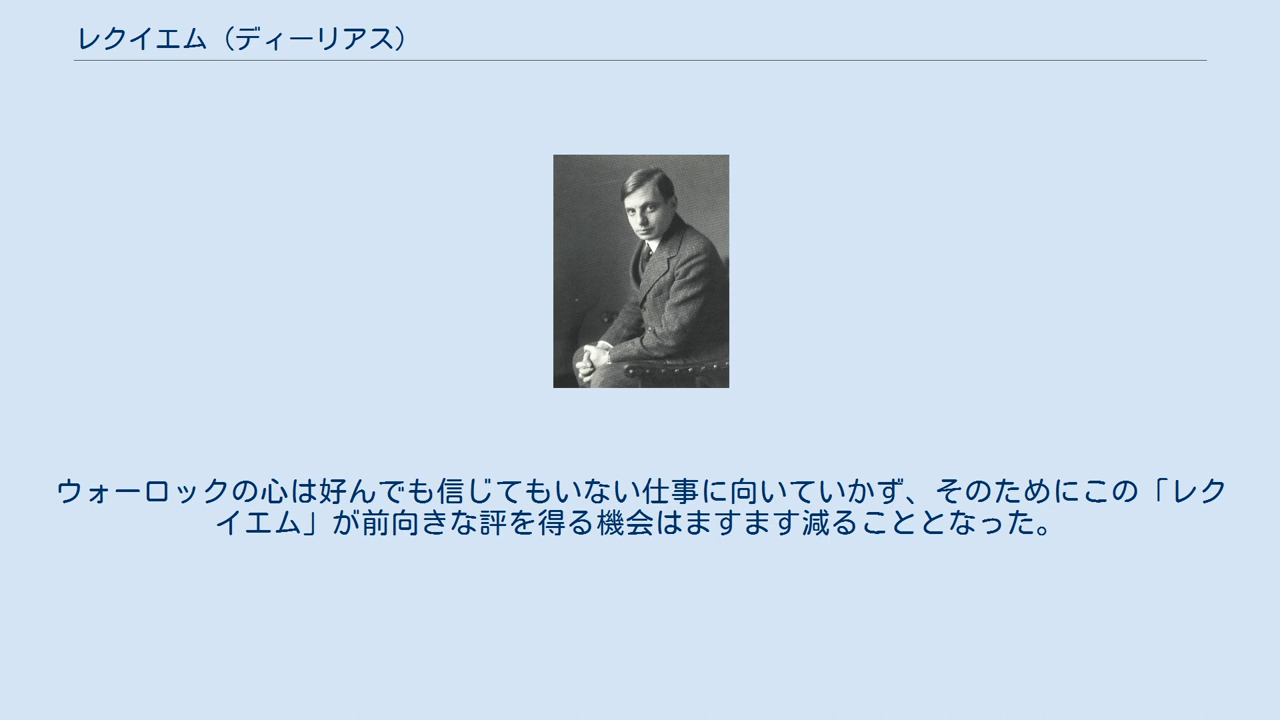 レクイエム（ディーリアス）
ウォーロックの心は好んでも信じてもいない仕事に向いていかず、そのためにこの「レク
イエム」が前向きな評を得る機会はますます減ることとなった。